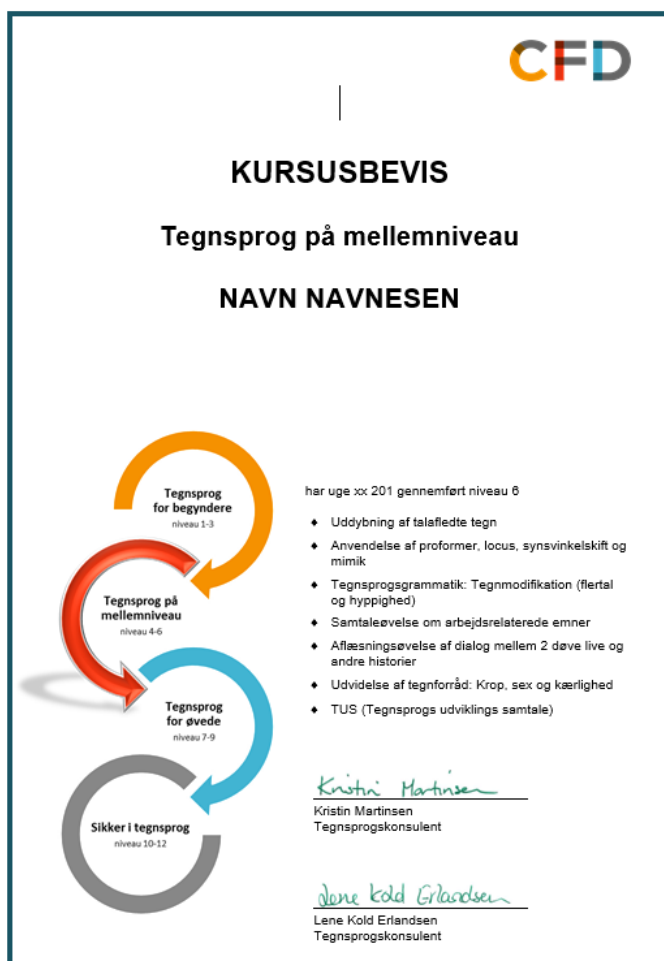 CFD
KURSUSBEVIS
Tegnsprog på mellemniveau
NAVN NAVNESEN
Tegnsprog
for begyndere
niveau 1-3
Tegnsprog på
mellemniveau
niveau 4-6
Tegnsprog
for øvede
niveau 7-9
Sikker i tegnsprog
niveau 10-12
har uge xx 201 gennemført niveau 6
♦ Uddybning af talafledte tegn
♦ Anvendelse af proformer, locus, synsvinkelskift og
mimik
♦ Tegnsprogsgrammatik: Tegnmodifikation (flertal
og hyppighed)
♦ Samtaleøvelse om arbejdsrelaterede emner
♦ Aflæsningsøvelse af dialog mellem 2 døve live og
andre historier
♦ Udvidelse af tegnforråd: Krop, sex og kærlighed
♦ TUS (Tegnsprogs udviklings samtale)
Kristin Martinsen
Kristin Martinsen
Tegnsprogskonsulent
Lene Kold Erlandsen
Lene Kold Erlandsen
Tegnsprogskonsulent